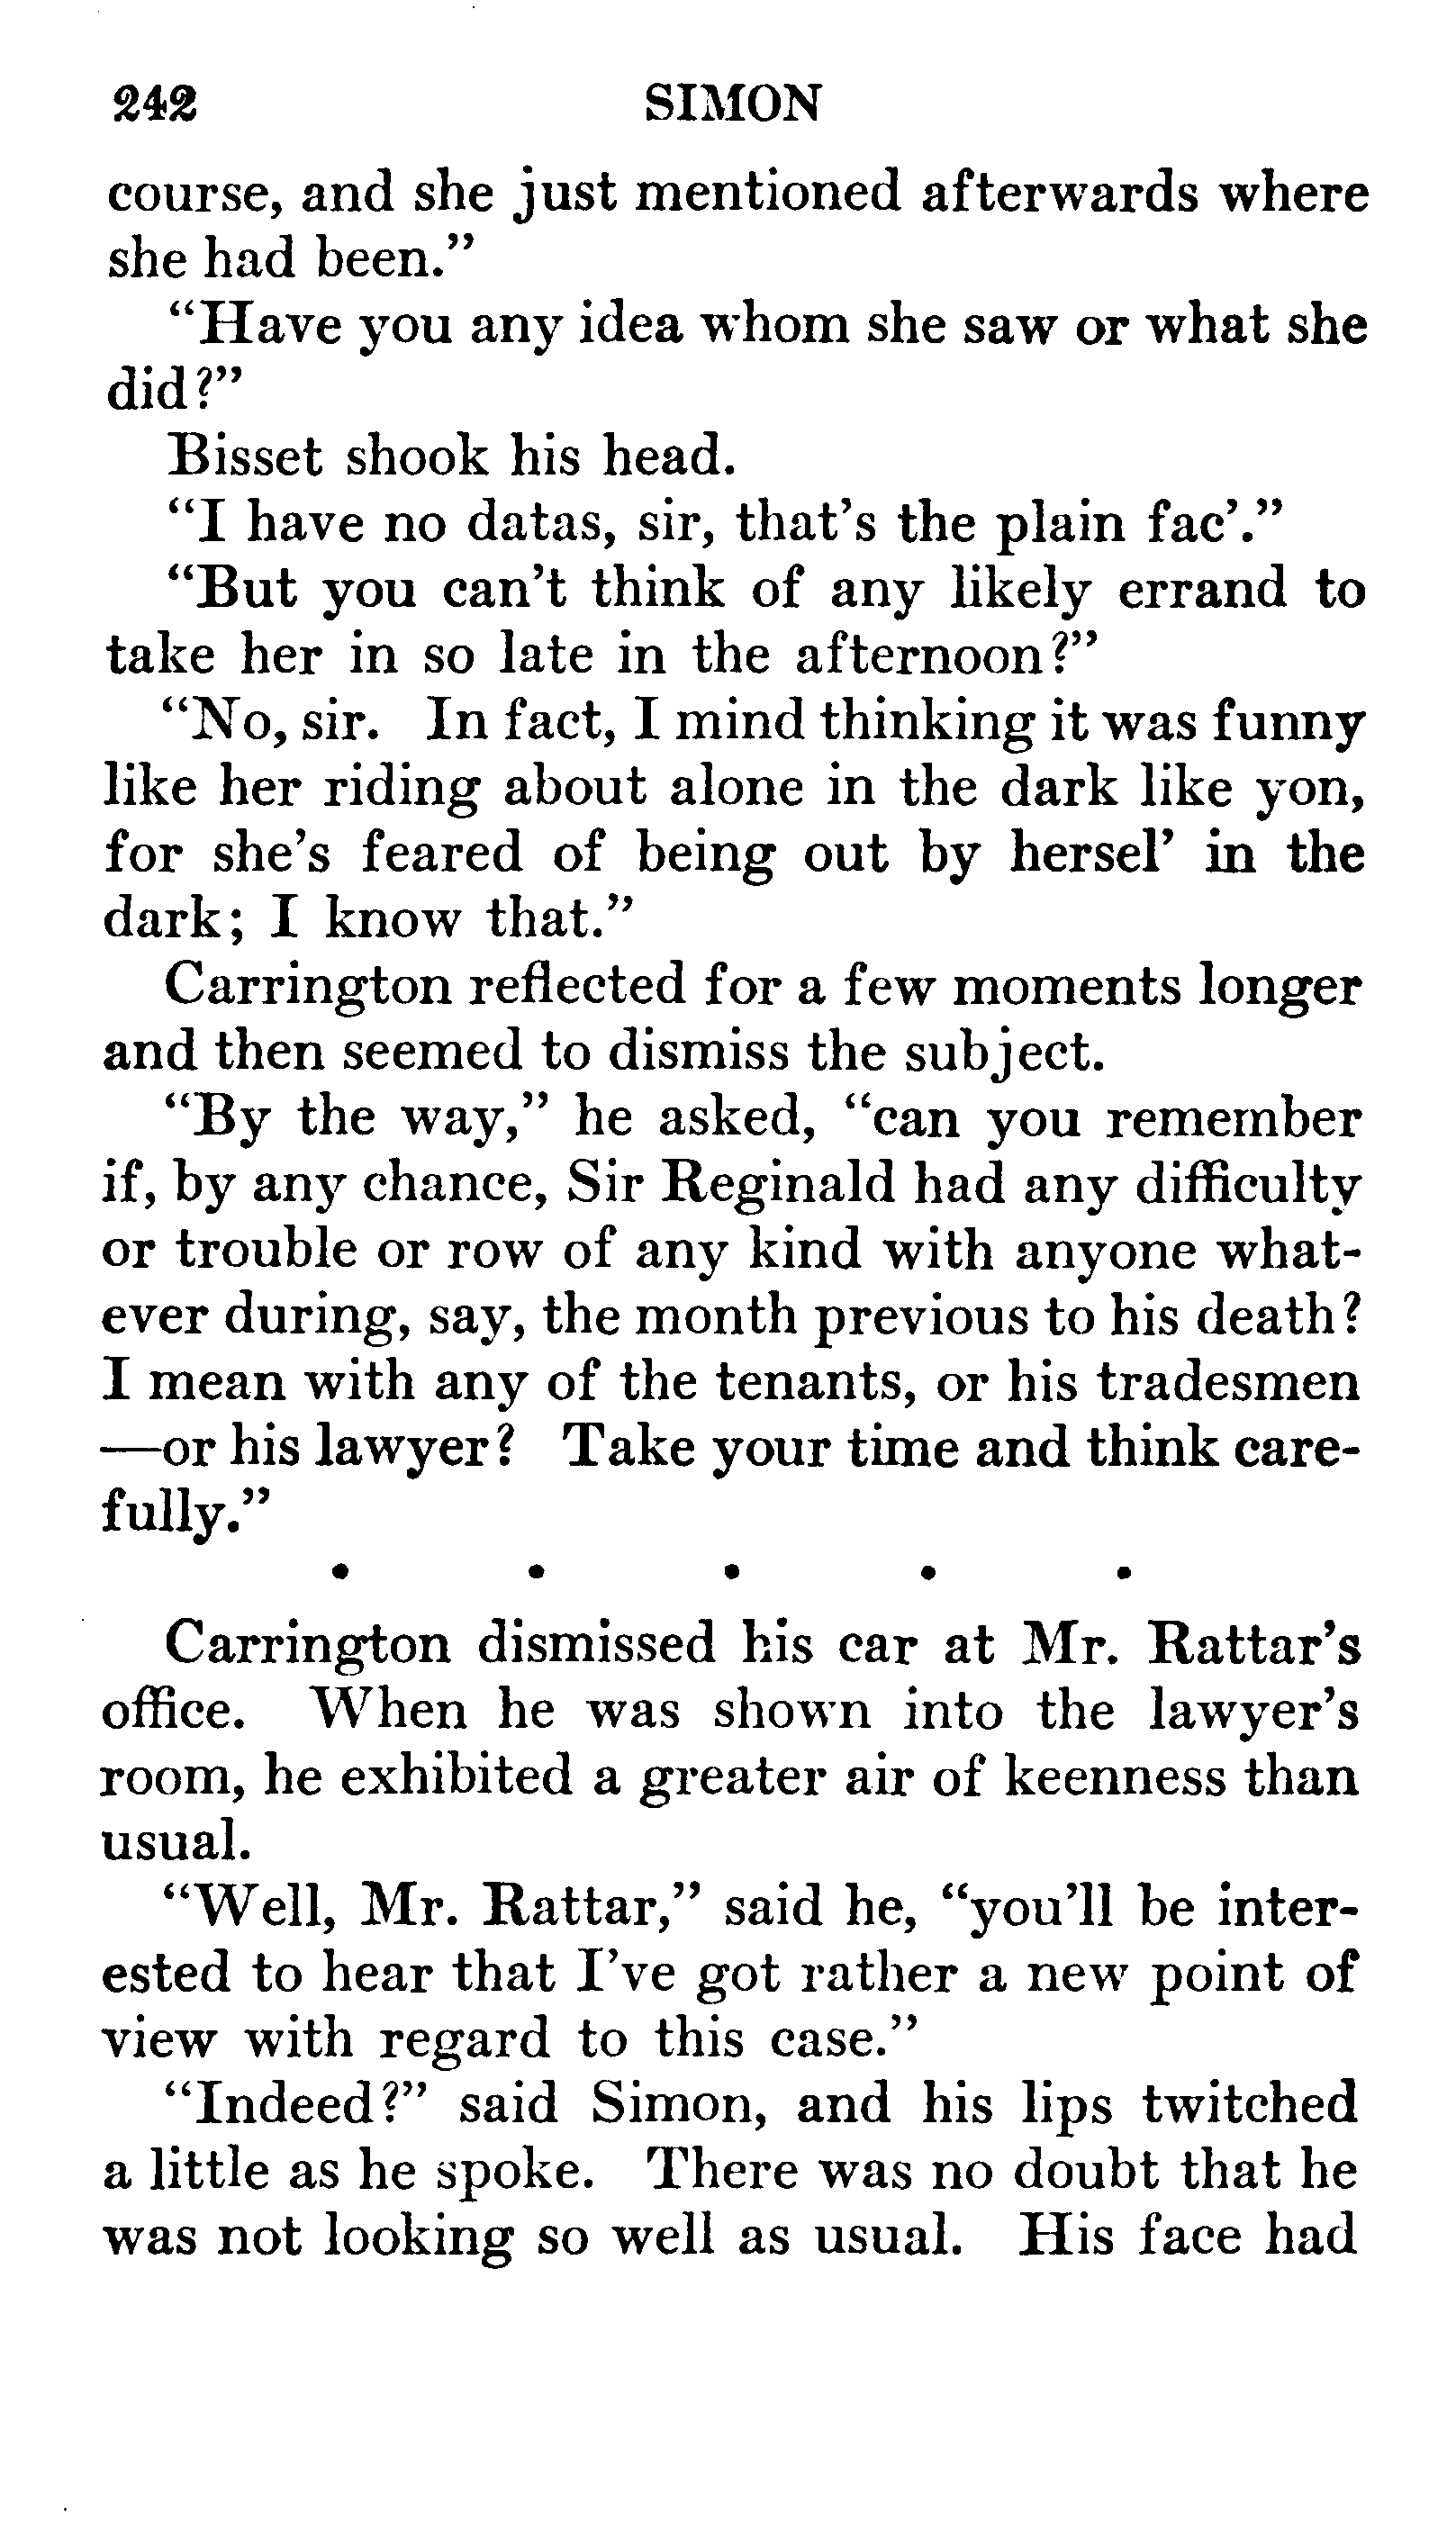 242 SIMON
course, and she just mentioned afterwards where
she had been."
"Have you any idea whom she saw or what she
did?"
Bisset shook his head.
"I have no datas, sir, that's the plain fac'."
"But you can't think of any likely errand to
take her in so late in the afternoon?"
"No, sir. In fact, I mind thinking it was funny
like her riding about alone in the dark like yon,
for she's feared of being out by hersel' in the
dark; I know that."
Carrington reflected for a few moments longer
and then seemed to dismiss the subject.
"By the way," he asked, "can you remember
if, by any chance, Sir Reginald had any difficulty
or trouble or row of any kind with anyone what-
ever during, say, the month previous to his death?
I mean with any of the tenants, or his tradesmen
—or his lawyer? Take your time and think care-
fully."
. . . . .
Carrington dismissed his car at Mr. Rattar's
office. When he was shown into the lawyer's
room, he exhibited a greater air of keenness than
usual.
"Well, Mr. Rattar," said he, "you'll be inter-
ested to hear that I've got rather a new point of
view with regard to this case."
"Indeed?" said Simon, and his lips twitched
a little as he spoke. There was no doubt that he
was not looking so well as usual. His face had